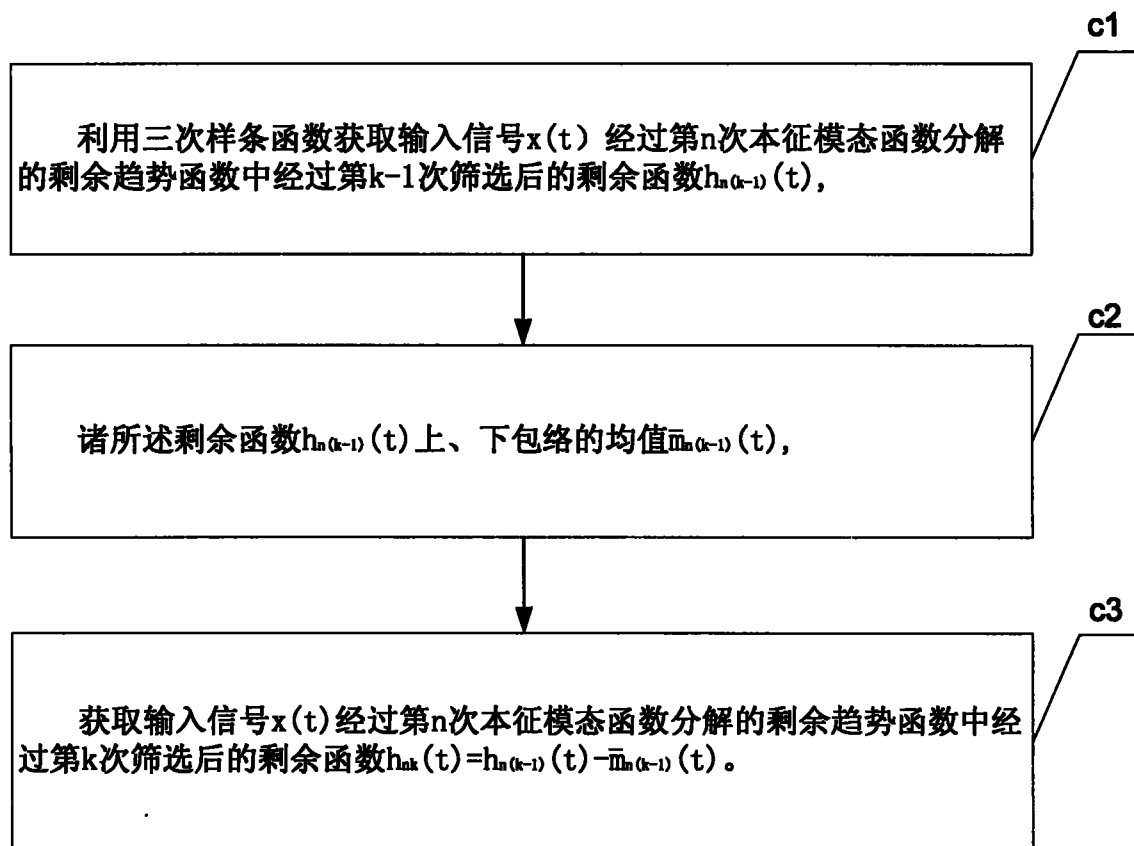 c1
利用三次样条函数获取输入信号x(t) 经过第n次本征模态函数分解
的剩余趋势函数中经过第k-1次筛选后的剩余函数hn(k-1)(t),
c2
诸所述剩余函数hn(k-1)(t)上、下包络的均值m̅n(k-1)(t),
c3
获取输入信号x(t)经过第n次本征模态函数分解的剩余趋势函数中经
过第k次筛选后的剩余函数hnk(t)=hn(k-1)(t)-m̅n(k-1)(t)。